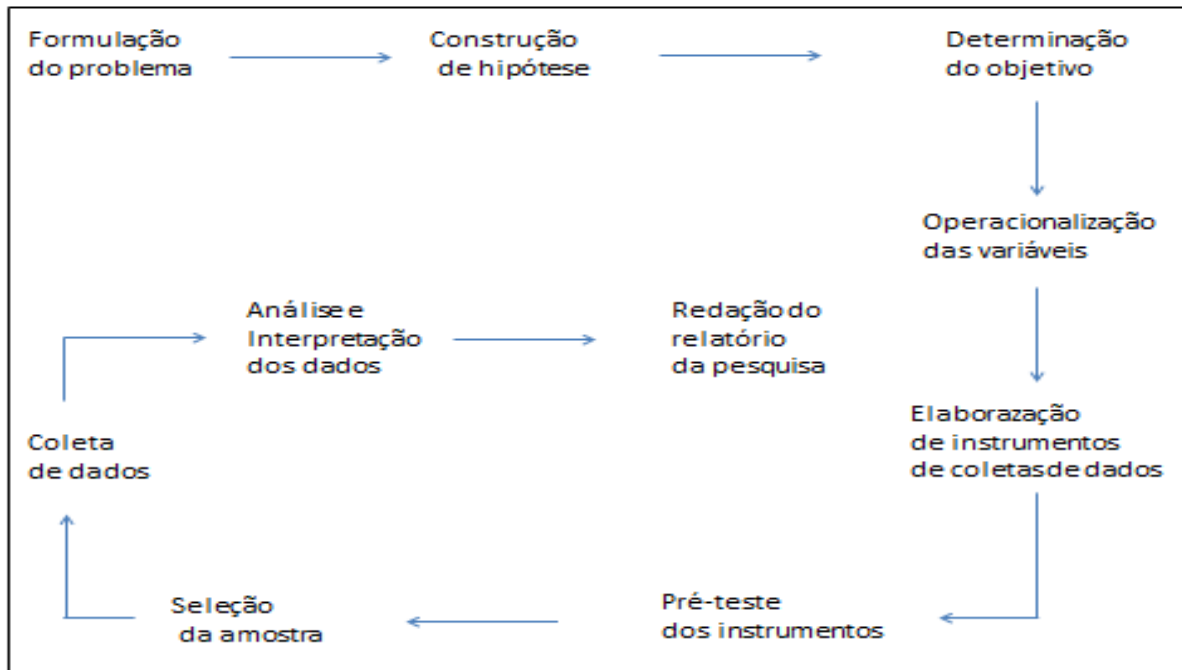 Formulação
do problema
Construção
de hipótese
Determinação
do objetivo
Operacionalização
das variáveis
Elaborazação
de instrumentos
de coletas de dados
Pré-teste
dos instrumentos
Seleção
da amostra
Coleta
de dados
Análise e
Interpretação
dos dados
Redação do
relatório
da pesquisa